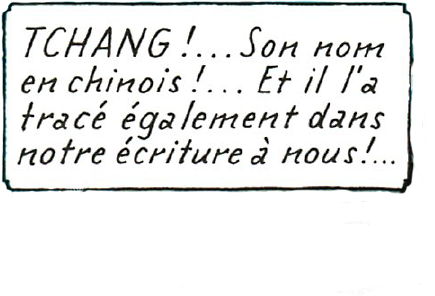 TCHANG !... Son nom
en chinois !... Et il l'a
tracé également dans
notre écriture à nous!...